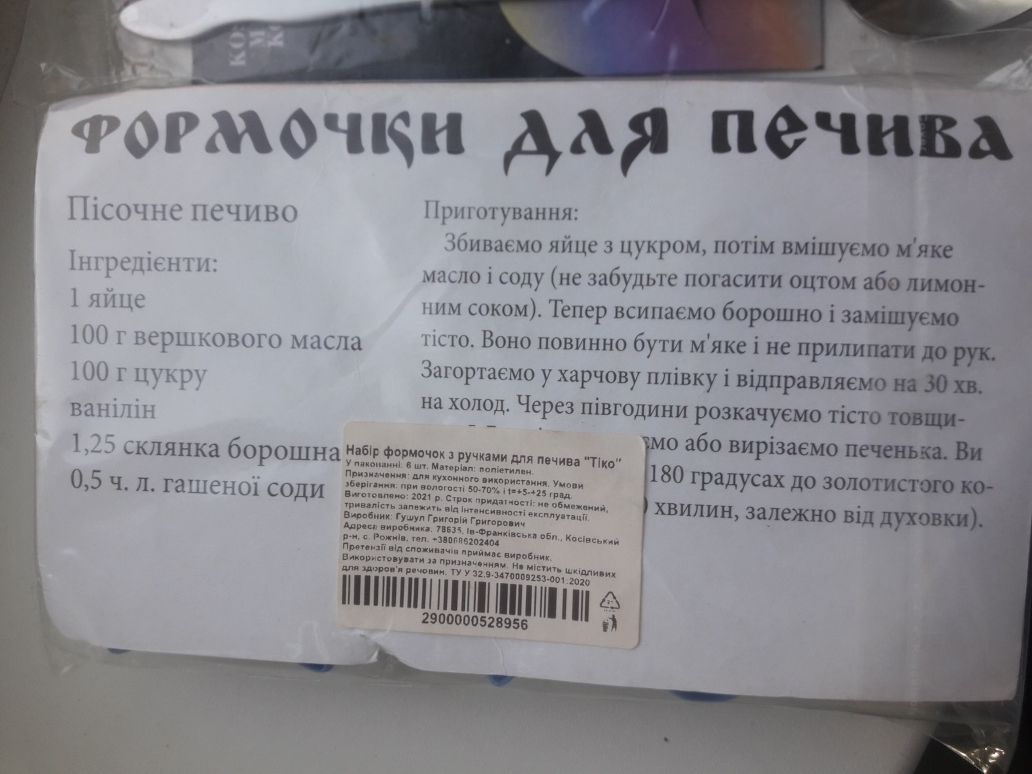 ФОРМОЧКИ ДЛЯ ПЕЧИВА
Пісочне печиво
Інгредієнти:
1 яйце
100 г вершкового масла
100 г цукру
ванілін
1,25 склянка борошна
0,5 ч. л. гашеної соди
Приготування:
Збиваємо яйце з цукром, потім вмішуємо м'яке
масло і соду (не забудьте погасити оцтом або лимон-
ним соком). Тепер всипаємо борошно і замішуємо
тісто. Воно повинно бути м'яке і не прилипати до рук.
Загортаємо у харчову плівку і відправляємо на 30 хв.
на холод. Через півгодини розкачуємо тісто товщи-
або вирізаємо печенька. Ви
180 градусах до золотистого ко-
хвилин, залежно від духовки).
Набір формочок з ручками для печива "Тіко"
У пакованні: 6 шт. Матеріал: поліетилен.
Призначення: для кухонного використання. Умови
зберігання: при вологості 50-70% і t=+5-+25 град.
Виготовлено: 2021 р. Строк придатності: не обмежений,
тривалість залежить від інтенсивності експлуатації.
Виробник: Гушул Григорій Григорович
Адреса виробника: 78635, Ів-Франківська обл., Косівський
р-н, с. Рожнів, тел. +380686202404
Претензії від споживачів приймає виробник.
Використовувати за призначенням. Не містить шкідливих
для здоров'я речовин. ТУ У 32.9-3470009253-001:2020
2900000528956